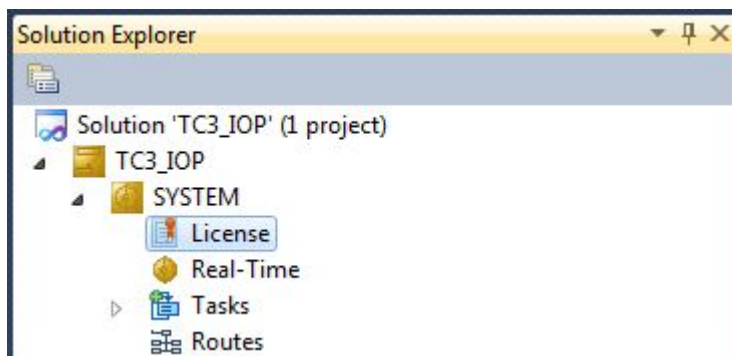 Solution Explorer
Solution 'TC3_IOP' (1 project)
TC3_IOP
SYSTEM
License
Real-Time
Tasks
Routes